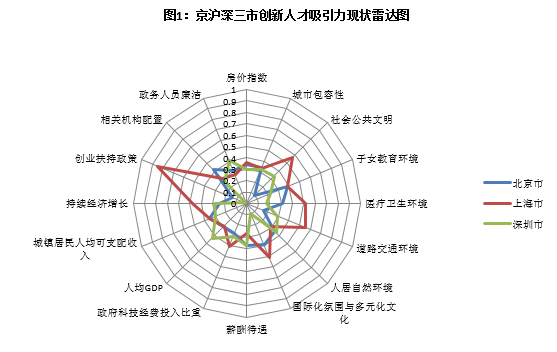 图1：京沪深三市创新人才吸引力现状雷达图
房价指数
政务人员廉洁
城市包容性
相关机构配置
社会公共文明
创业扶持政策
子女教育环境
持续经济增长
医疗卫生环境
城镇居民人均可支配收
入
道路交通环境
人均GDP
人居自然环境
政府科技经费投入比重
国际化氛围与多元化文
化
薪酬待遇
1
0.9
0.8
0.7
0.6
0.5
0.4
0.3
0.2
0.1
0
北京市
上海市
深圳市